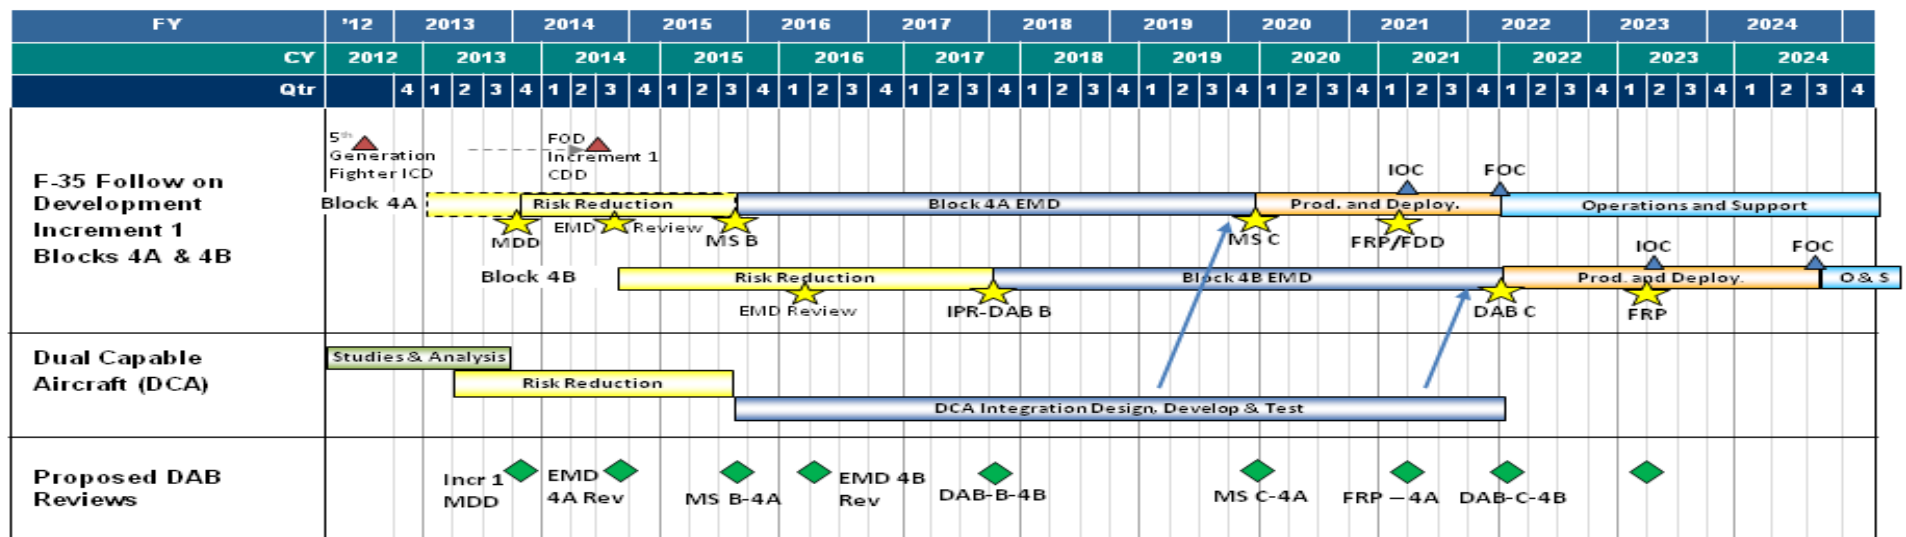 FY '12 2013 2014 2015 2016 2017 2018 2019 2020 2021 2022 2023 2024
CY 2012 2013 2014 2015 2016 2017 2018 2019 2020 2021 2022 2023 2024
Qtr 4 1 2 3 4 1 2 3 4 1 2 3 4 1 2 3 4 1 2 3 4 1 2 3 4 1 2 3 4 1 2 3 4 1 2 3 4 1 2 3 4 1 2 3 4 1 2 3 4
F-35 Follow on
Development
Increment 1
Blocks 4A & 4B
5th
Generation
Fighter ICD
FOD
Increment 1
CDD
IOC
FOC
Block 4A
Risk Reduction
Block 4A EMD
Prod. and Deploy.
Operations and Support
MDD
EMD Review
MS B
MS C
FRP/FDD
IOC
FOC
Block 4B
Risk Reduction
Block 4B EMD
Prod. and Deploy.
O & S
EMD Review
IPR-DAB B
DAB C
FRP
Dual Capable
Aircraft (DCA)
Studies & Analysis
Risk Reduction
DCA Integration Design, Develop & Test
Proposed DAB
Reviews
Incr 1
MDD
EMD
4A Rev
MS B-4A
EMD 4B
Rev
DAB-B-4B
MS C-4A
FRP – 4A
DAB-C-4B